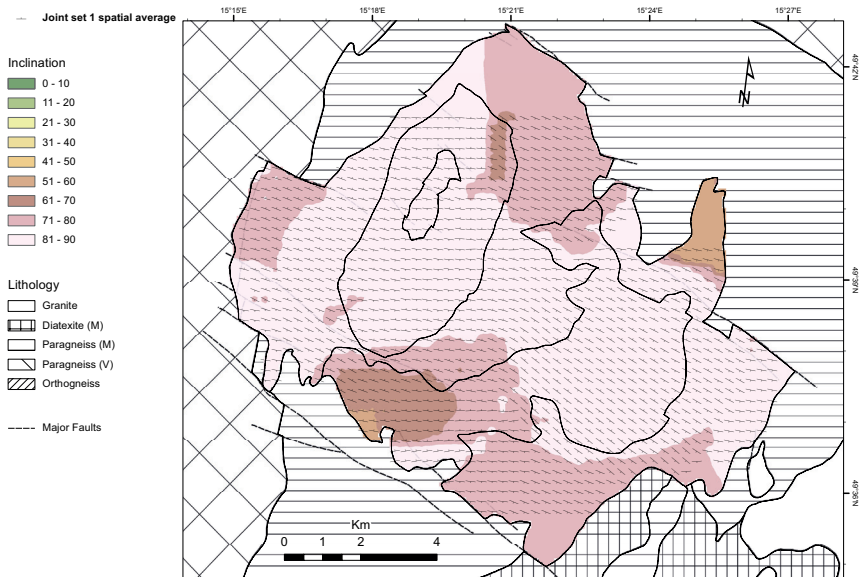 Joint set 1 spatial average
15°15'E 15°18'E 15°21'E 15°24'E 15°27'E
Inclination
0 - 10
11 - 20
21 - 30
31 - 40
41 - 50
51 - 60
61 - 70
71 - 80
81 - 90
Lithology
Granite
Diatexite (M)
Paragneiss (M)
Paragneiss (V)
Orthogneiss
Major Faults
N
49°42'N
49°39'N
49°36'N
Km
0 1 2 4